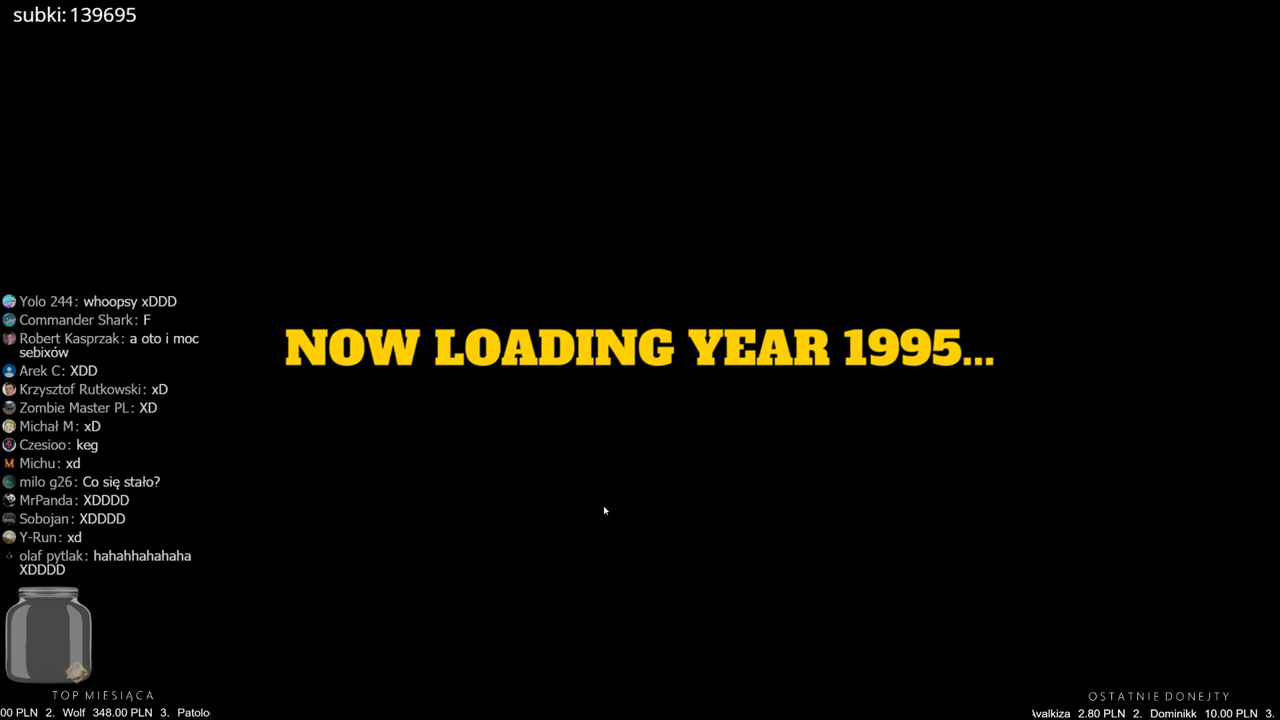 subki: 139695
NOW LOADING YEAR 1995...
Yolo 244: whoopsy xDDD
Commander Shark: F
Robert Kasprzak: a oto i moc
sebixów
Arek C: XDD
Krzysztof Rutkowski: xD
Zombie Master PL: XD
Michał M: xD
Czesioo: keg
Michu: xd
milo g26: Co się stało?
MrPanda: XDDDD
Sobojan: XDDDD
Y-Run: xd
olaf pytlak: hahahhahahaha
XDDDD
TOP MIESIĄCA
00 PLN 2. Wolf 348.00 PLN 3. Patolo
OSTATNIE DONEJTY
valkiza 2.80 PLN 2. Dominikk 10.00 PLN 3.